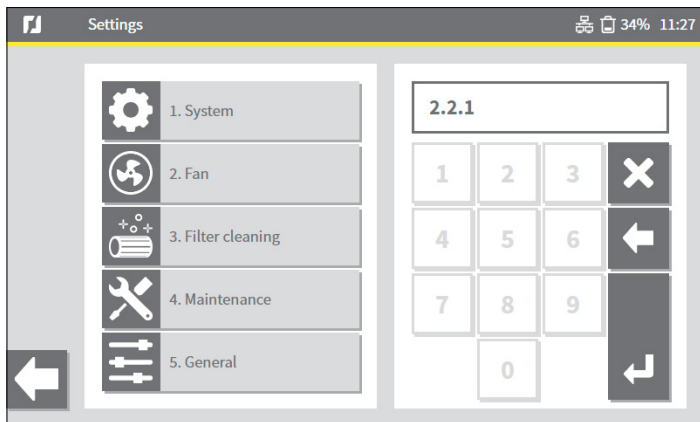 Settings
34% 11:27
1. System
2. Fan
3. Filter cleaning
4. Maintenance
5. General
2.2.1
1 2 3
4 5 6
7 8 9
0